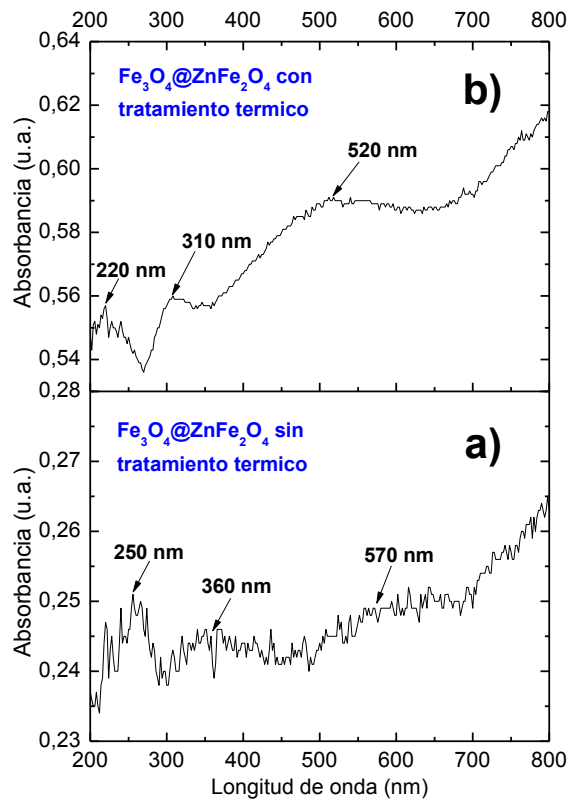 200 300 400 500 600 700 800
0,64
0,62
0,60
0,58
0,56
0,54
0,28
Absorbancia (u.a.)
Fe₃O₄@ZnFe₂O₄ con
tratamiento termico
b)
520 nm
310 nm
220 nm
0,27
0,26
0,25
0,24
0,23
Absorbancia (u.a.)
Fe₃O₄@ZnFe₂O₄ sin
tratamiento termico
a)
250 nm
360 nm
570 nm
200 300 400 500 600 700 800
Longitud de onda (nm)